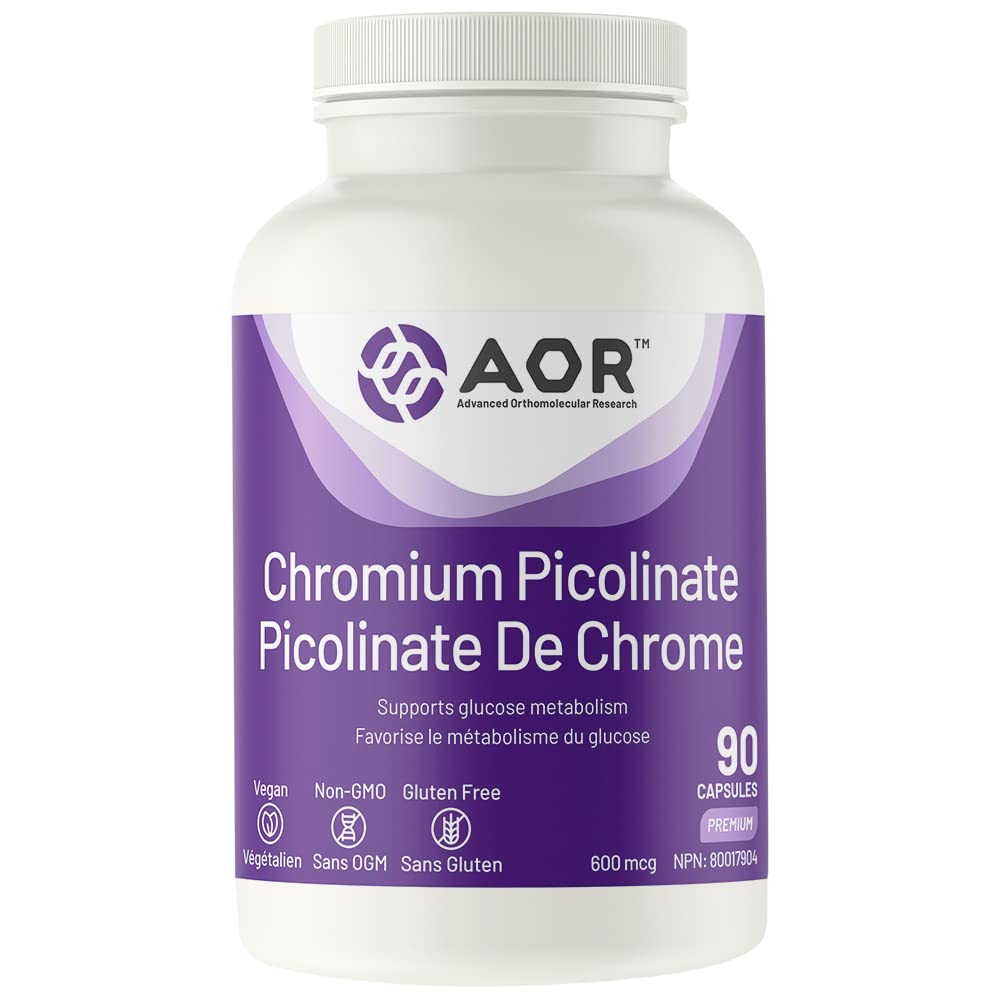 AOR™
Advanced Orthomolecular Research
Chromium Picolinate
Picolinate De Chrome
Supports glucose metabolism
Favorise le métabolisme du glucose
90
CAPSULES
PREMIUM
Vegan
Végétalien
Non-GMO
Sans OGM
Gluten Free
Sans Gluten
600 mcg
NPN: 80017904